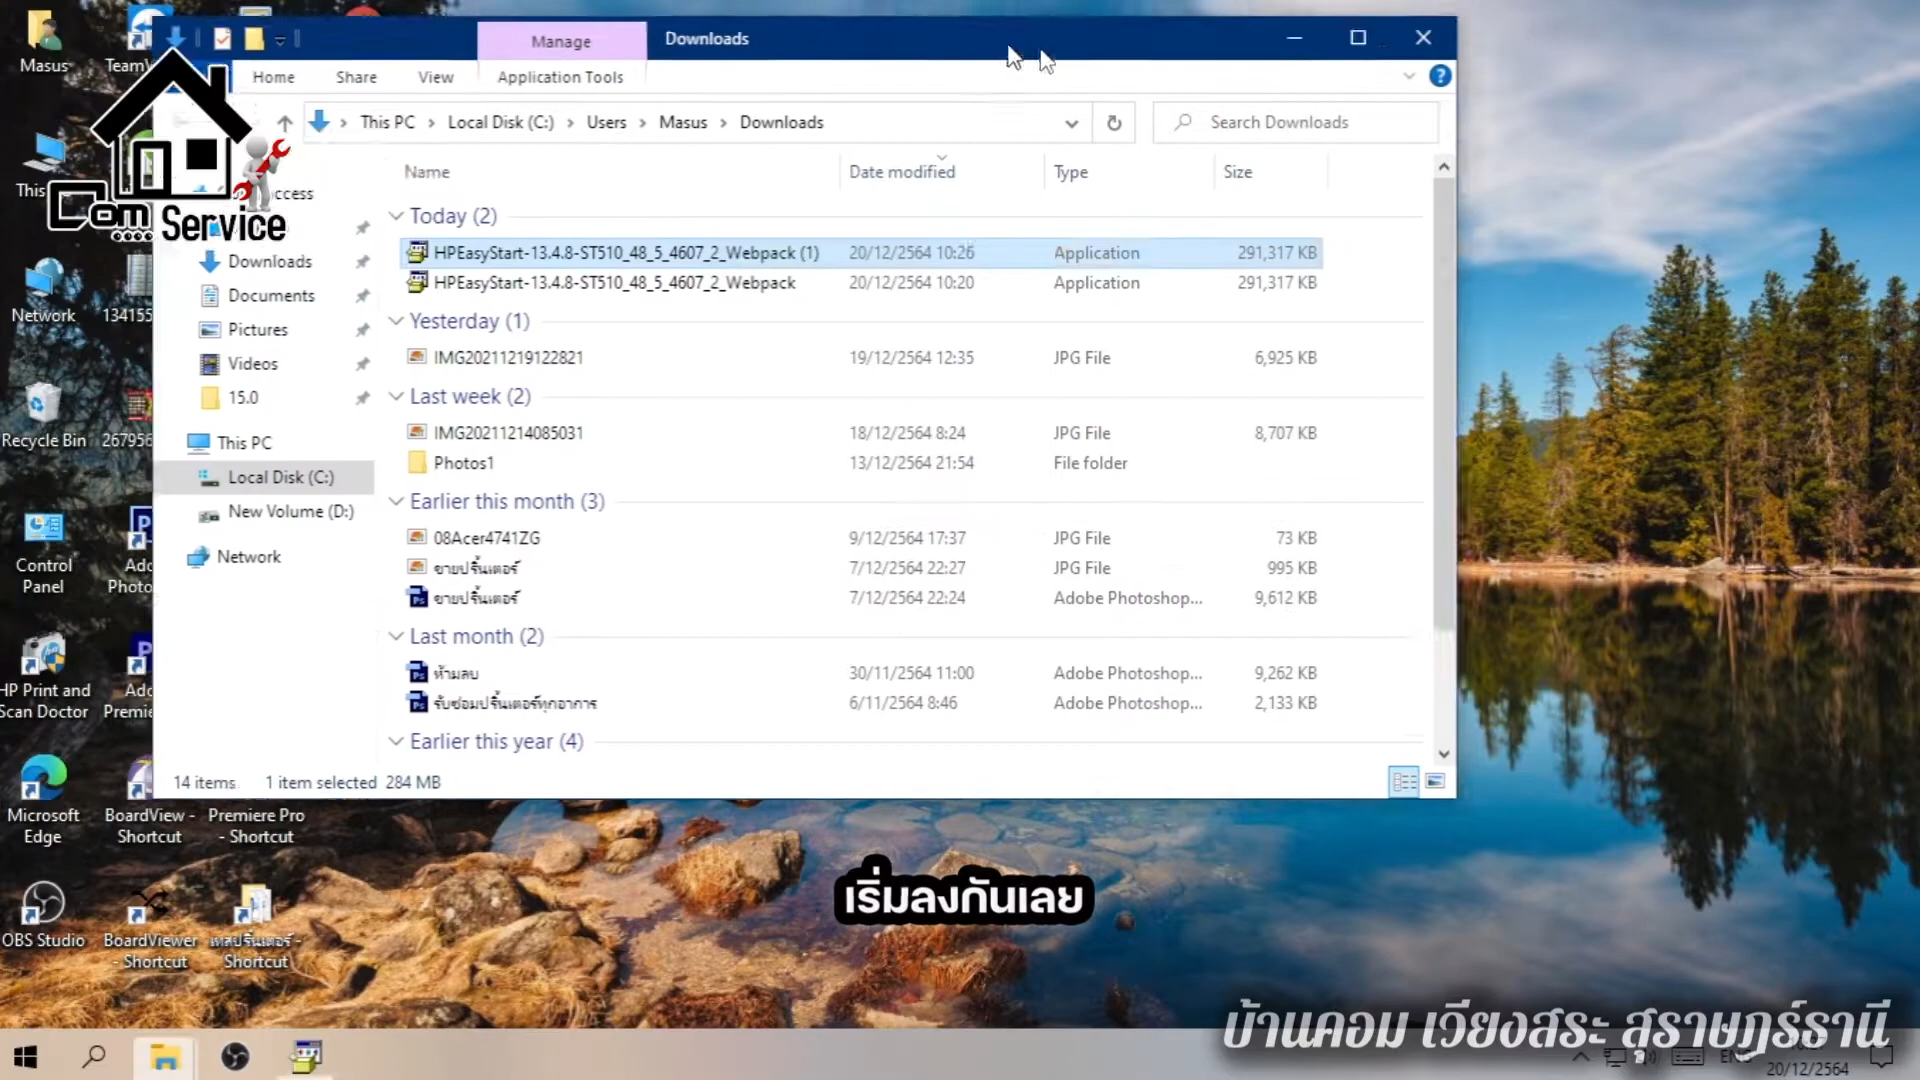 Masus
TeamV
Manage
Downloads
Home
Share
View
Application Tools
This PC
Local Disk (C:)
Users
Masus
Downloads
Search Downloads
Com Service
Name
Date modified
Type
Size
Today (2)
HPEasyStart-13.4.8-ST510_48_5_4607_2_Webpack (1) 20/12/2564 10:26 Application 291,317 KB
HPEasyStart-13.4.8-ST510_48_5_4607_2_Webpack 20/12/2564 10:20 Application 291,317 KB
Yesterday (1)
IMG20211219122821 19/12/2564 12:35 JPG File 6,925 KB
Last week (2)
IMG20211214085031 18/12/2564 8:24 JPG File 8,707 KB
Photos1 13/12/2564 21:54 File folder
Earlier this month (3)
08Acer4741ZG 9/12/2564 17:37 JPG File 73 KB
ขายปริ้นเตอร์ 7/12/2564 22:27 JPG File 995 KB
ขายปริ้นเตอร์ 7/12/2564 22:24 Adobe Photoshop... 9,612 KB
Last month (2)
ห้ามลบ 30/11/2564 11:00 Adobe Photoshop... 9,262 KB
รับซ่อมปริ้นเตอร์ทุกอาการ 6/11/2564 8:46 Adobe Photoshop... 2,133 KB
Earlier this year (4)
ccess
Downloads
Documents
Pictures
Videos
15.0
This PC
Local Disk (C:)
New Volume (D:)
Network
14 items
1 item selected 284 MB
This
Network
134155
Recycle Bin
267956
Control Panel
Ado
Photo
HP Print and Scan Doctor
Ado
Premie
Microsoft Edge
BoardView - Shortcut
Premiere Pro - Shortcut
OBS Studio
BoardViewer - Shortcut
เทสปริ้นเตอร์ - Shortcut
เริ่มลงกันเลย
บ้านคอม เวียงสระ สุราษฎร์ธานี
ENG
20/12/2564